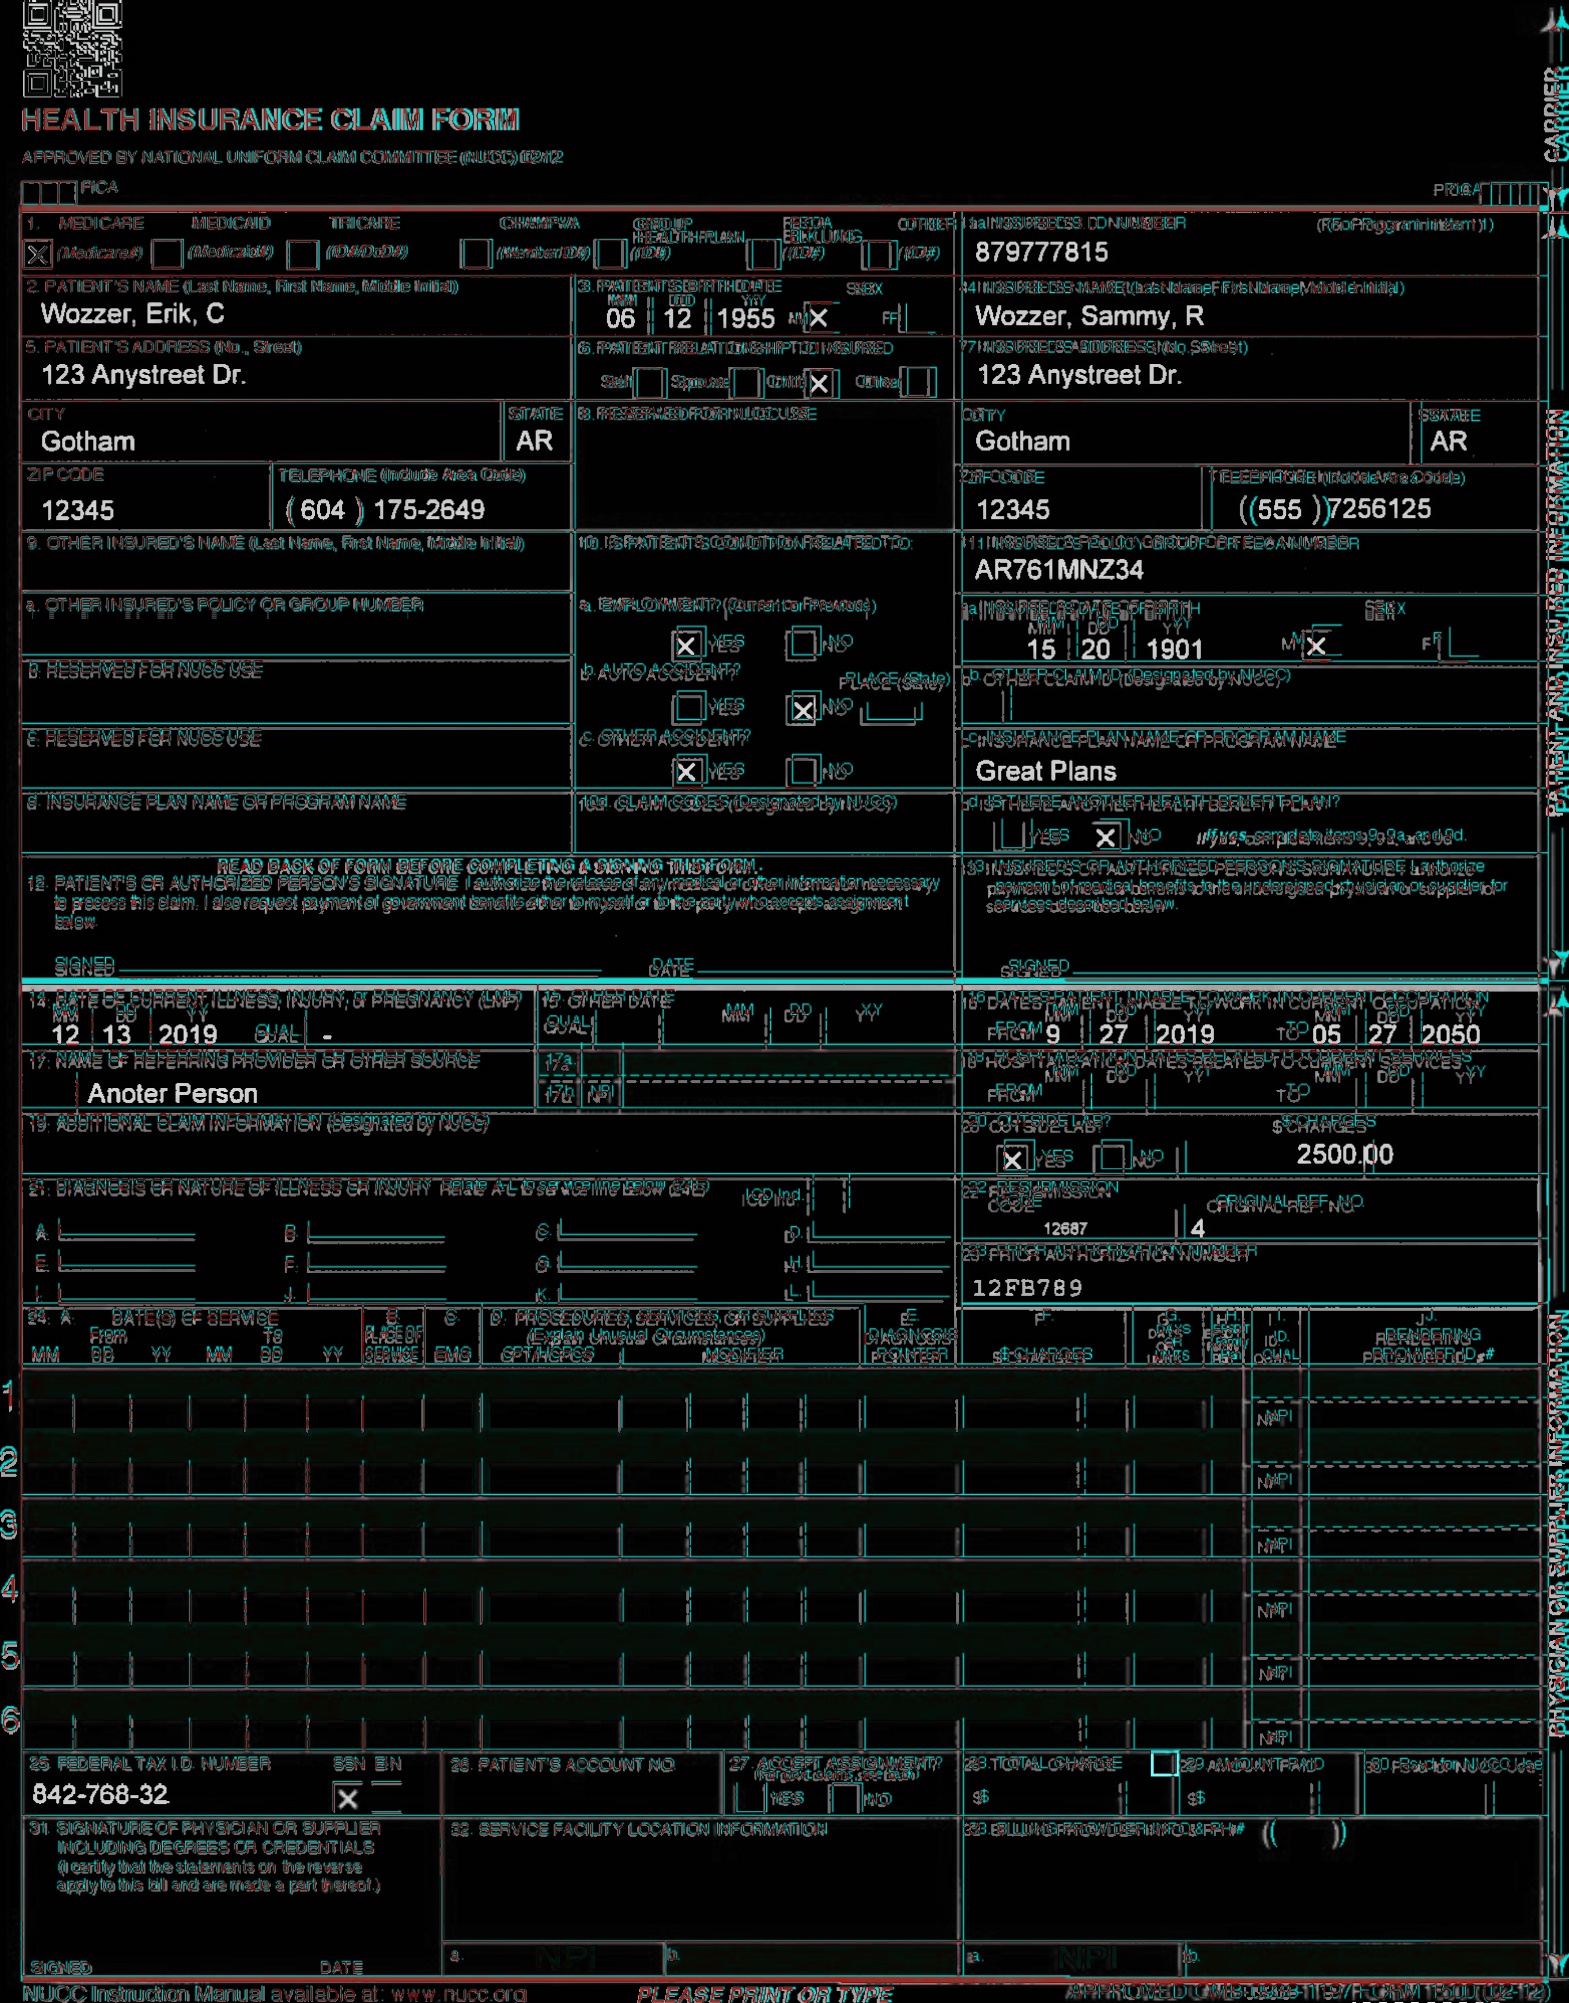 HEALTH INSURANCE CLAIM FORM
APPROVED BY NATIONAL UNIFORM CLAIM COMMITTEE (NUCC) 02/12
PICA PICA
CARRIER
1. MEDICARE MEDICAID TRICARE CHAMPVA GROUP HEALTH PLAN FECA BLK LUNG OTHER 1a. INSURED'S I.D. NUMBER (For Program in Item 1)
X (Medicare#) (Medicaid#) (ID#/DoD#) (Member ID#) (ID#) (ID#) (ID#) 879777815
2. PATIENT'S NAME (Last Name, First Name, Middle Initial) 3. PATIENT'S BIRTH DATE SEX 4. INSURED'S NAME (Last Name, First Name, Middle Initial)
MM DD YY
Wozzer, Erik, C 06 12 1955 M X F Wozzer, Sammy, R
5. PATIENT'S ADDRESS (No., Street) 6. PATIENT RELATIONSHIP TO INSURED 7. INSURED'S ADDRESS (No., Street)
123 Anystreet Dr. Self Spouse Child X Other 123 Anystreet Dr.
CITY STATE 8. RESERVED FOR NUCC USE CITY STATE
Gotham AR Gotham AR
ZIP CODE TELEPHONE (Include Area Code) ZIP CODE TELEPHONE (Include Area Code)
12345 ( 604 ) 175-2649 12345 ( 555 ) 7256125
9. OTHER INSURED'S NAME (Last Name, First Name, Middle Initial) 10. IS PATIENT'S CONDITION RELATED TO: 11. INSURED'S POLICY GROUP OR FECA NUMBER
AR761MNZ34
a. OTHER INSURED'S POLICY OR GROUP NUMBER a. EMPLOYMENT? (Current or Previous) a. INSURED'S DATE OF BIRTH SEX
MM DD YY
X YES NO 15 20 1901 M X F
b. RESERVED FOR NUCC USE b. AUTO ACCIDENT? PLACE (State) b. OTHER CLAIM ID (Designated by NUCC)
YES X NO
c. RESERVED FOR NUCC USE c. OTHER ACCIDENT? c. INSURANCE PLAN NAME OR PROGRAM NAME
X YES NO Great Plans
d. INSURANCE PLAN NAME OR PROGRAM NAME 10d. CLAIM CODES (Designated by NUCC) d. IS THERE ANOTHER HEALTH BENEFIT PLAN?
YES X NO If yes, complete items 9, 9a, and 9d.
READ BACK OF FORM BEFORE COMPLETING & SIGNING THIS FORM.
12. PATIENT'S OR AUTHORIZED PERSON'S SIGNATURE I authorize the release of any medical or other information necessary
to process this claim. I also request payment of government benefits either to myself or to the party who accepts assignment
below.
13. INSURED'S OR AUTHORIZED PERSON'S SIGNATURE I authorize
payment of medical benefits to the undersigned physician or supplier for
services described below.
SIGNED DATE SIGNED
PATIENT AND INSURED INFORMATION
14. DATE OF CURRENT ILLNESS, INJURY, or PREGNANCY (LMP) 15. OTHER DATE 16. DATES PATIENT UNABLE TO WORK IN CURRENT OCCUPATION
MM DD YY MM DD YY MM DD YY MM DD YY
12 13 2019 QUAL. - QUAL. FROM 9 27 2019 TO 05 27 2050
17. NAME OF REFERRING PROVIDER OR OTHER SOURCE 17a. 18. HOSPITALIZATION DATES RELATED TO CURRENT SERVICES
MM DD YY MM DD YY
Anoter Person 17b. NPI FROM TO
19. ADDITIONAL CLAIM INFORMATION (Designated by NUCC) 20. OUTSIDE LAB? $ CHARGES
X YES NO 2500.00
21. DIAGNOSIS OR NATURE OF ILLNESS OR INJURY Relate A-L to service line below (24E) ICD Ind. 22. RESUBMISSION CODE ORIGINAL REF. NO.
A. B. C. D. 12687 4
E. F. G. H. 23. PRIOR AUTHORIZATION NUMBER
I. J. K. L. 12FB789
24. A. DATE(S) OF SERVICE B. C. D. PROCEDURES, SERVICES, OR SUPPLIES E. F. G. H. I. J.
From To PLACE OF (Explain Unusual Circumstances) DIAGNOSIS DAYS OR ID. RENDERING
MM DD YY MM DD YY SERVICE EMG CPT/HCPCS MODIFIER POINTER $ CHARGES UNITS QUAL. PROVIDER ID. #
1 NPI
2 NPI
3 NPI
4 NPI
5 NPI
6 NPI
PHYSICIAN OR SUPPLIER INFORMATION
25. FEDERAL TAX I.D. NUMBER SSN EIN 26. PATIENT'S ACCOUNT NO. 27. ACCEPT ASSIGNMENT? 28. TOTAL CHARGE 29. AMOUNT PAID 30. Rsvd for NUCC Use
(For govt. claims, see back)
842-768-32 X YES NO $ $
31. SIGNATURE OF PHYSICIAN OR SUPPLIER 32. SERVICE FACILITY LOCATION INFORMATION 33. BILLING PROVIDER INFO & PH # ( )
INCLUDING DEGREES OR CREDENTIALS
(I certify that the statements on the reverse
apply to this bill and are made a part thereof.)
SIGNED DATE a. NPI b. a. NPI b.
NUCC Instruction Manual available at: www.nucc.org PLEASE PRINT OR TYPE APPROVED OMB-0938-1197 FORM 1500 (02-12)